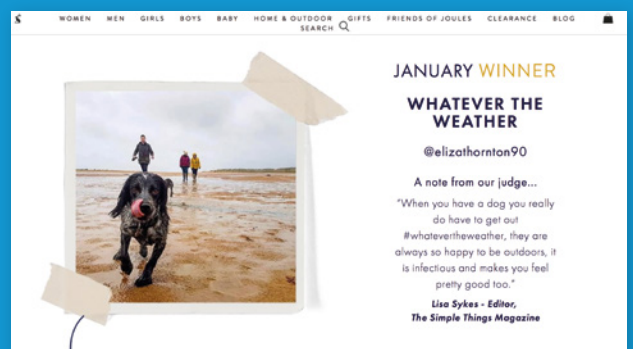 WOMEN MEN GIRLS BOYS BABY HOME & OUTDOOR GIFTS FRIENDS OF JOULES CLEARANCE BLOG
SEARCH
JANUARY WINNER
WHATEVER THE
WEATHER
@elizathornton90
A note from our judge...
“When you have a dog you really
do have to get out
#whatevertheweather, they are
always so happy to be outdoors, it
is infectious and makes you feel
pretty good too.”
Lisa Sykes - Editor,
The Simple Things Magazine